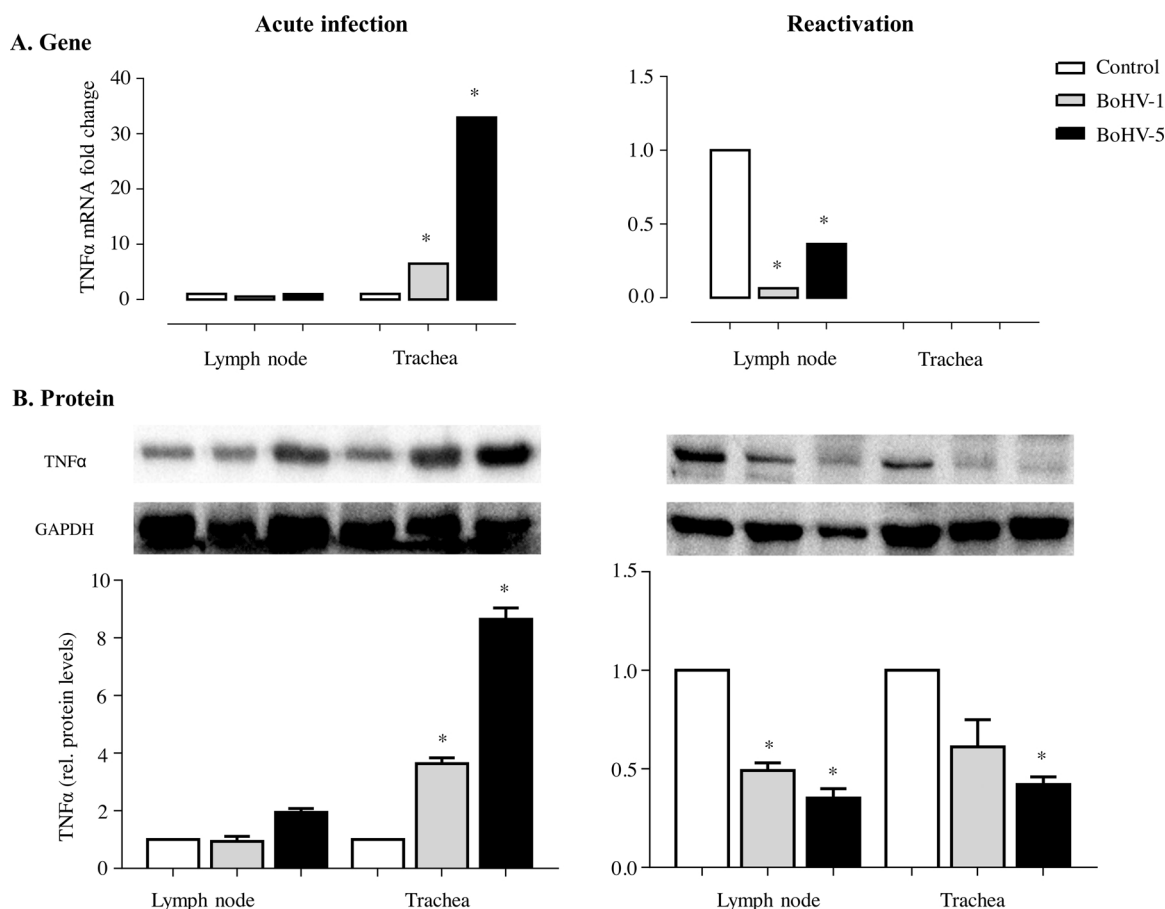 Acute infection
Reactivation
A. Gene
Control
BoHV-1
BoHV-5
TNFα mRNA fold change
40
30
20
10
0
*
*
Lymph node
Trachea
1.5
1.0
0.5
0.0
*
*
Lymph node
Trachea
B. Protein
TNFα
GAPDH
TNFα (rel. protein levels)
10
8
6
4
2
0
*
*
Lymph node
Trachea
1.5
1.0
0.5
0.0
*
*
*
Lymph node
Trachea